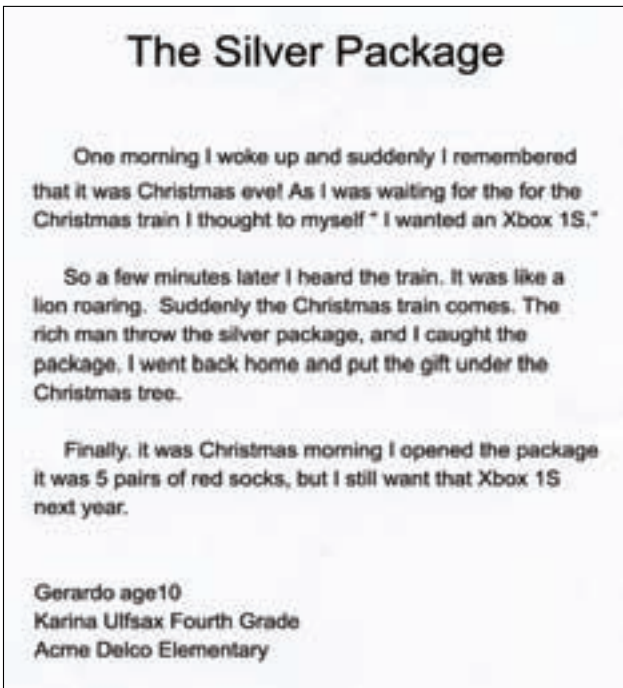 The Silver Package
One morning I woke up and suddenly I remembered
that it was Christmas eve! As I was waiting for the for the
Christmas train I thought to myself " I wanted an Xbox 1S."
So a few minutes later I heard the train. It was like a
lion roaring. Suddenly the Christmas train comes. The
rich man throw the silver package, and I caught the
package. I went back home and put the gift under the
Christmas tree.
Finally. it was Christmas morning I opened the package
it was 5 pairs of red socks, but I still want that Xbox 1S
next year.
Gerardo age10
Karina Ulfsax Fourth Grade
Acme Delco Elementary